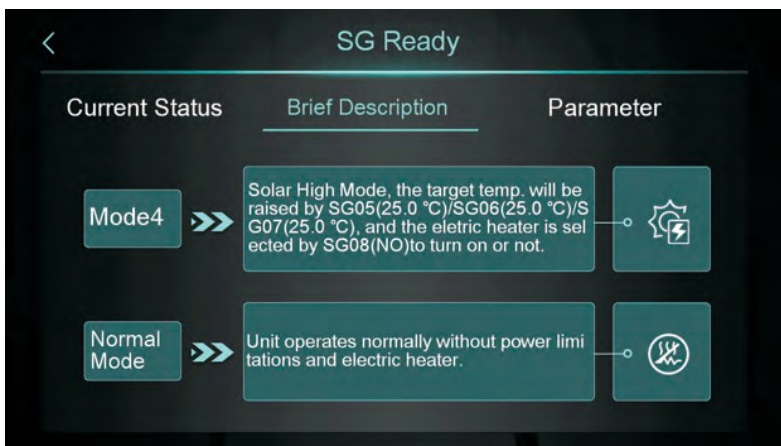 SG Ready
Current Status
Brief Description
Parameter
Mode4
Solar High Mode, the target temp. will be
raised by SG05(25.0 °C)/SG06(25.0 °C)/S
G07(25.0 °C), and the eletric heater is sel
ected by SG08(NO)to turn on or not.
Normal
Mode
Unit operates normally without power limi
tations and electric heater.